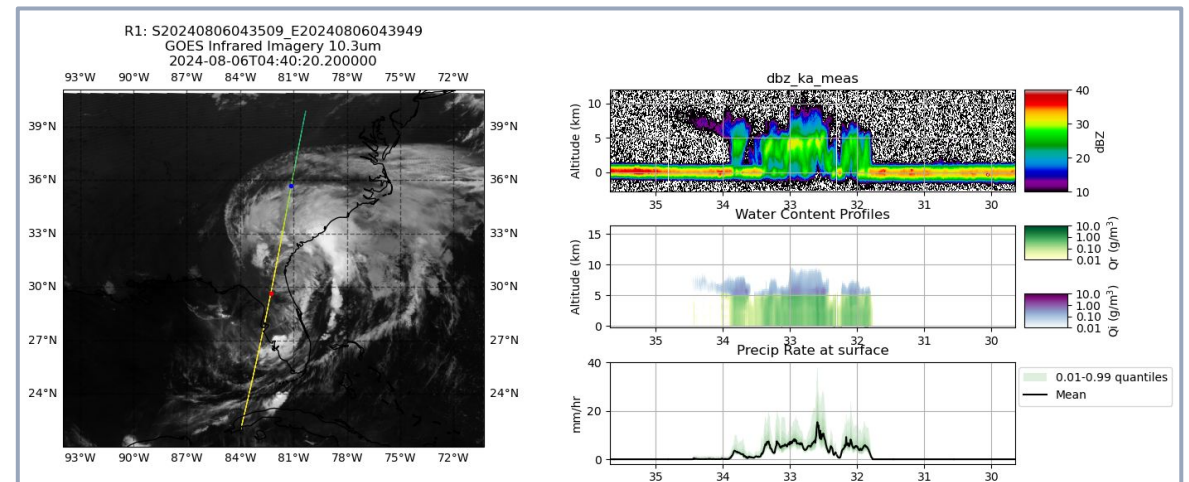 R1: S20240806043509_E20240806043949
GOES Infrared Imagery 10.3um
2024-08-06T04:40:20.200000
93°W 90°W 87°W 84°W 81°W 78°W 75°W 72°W
39°N 39°N
36°N 36°N
33°N 33°N
30°N 30°N
27°N 27°N
24°N 24°N
93°W 90°W 87°W 84°W 81°W 78°W 75°W 72°W
dbz_ka_meas
Altitude (km)
10
5
0
35 34 33 32 31 30
40
30
20
10
dBZ
Water Content Profiles
Altitude (km)
15
10
5
0
35 34 33 32 31 30
10.0
1.00
0.10
0.01
Qr (g/m³)
10.0
1.00
0.10
0.01
Qi (g/m³)
Precip Rate at surface
mm/hr
40
20
0
35 34 33 32 31 30
0.01-0.99 quantiles
Mean